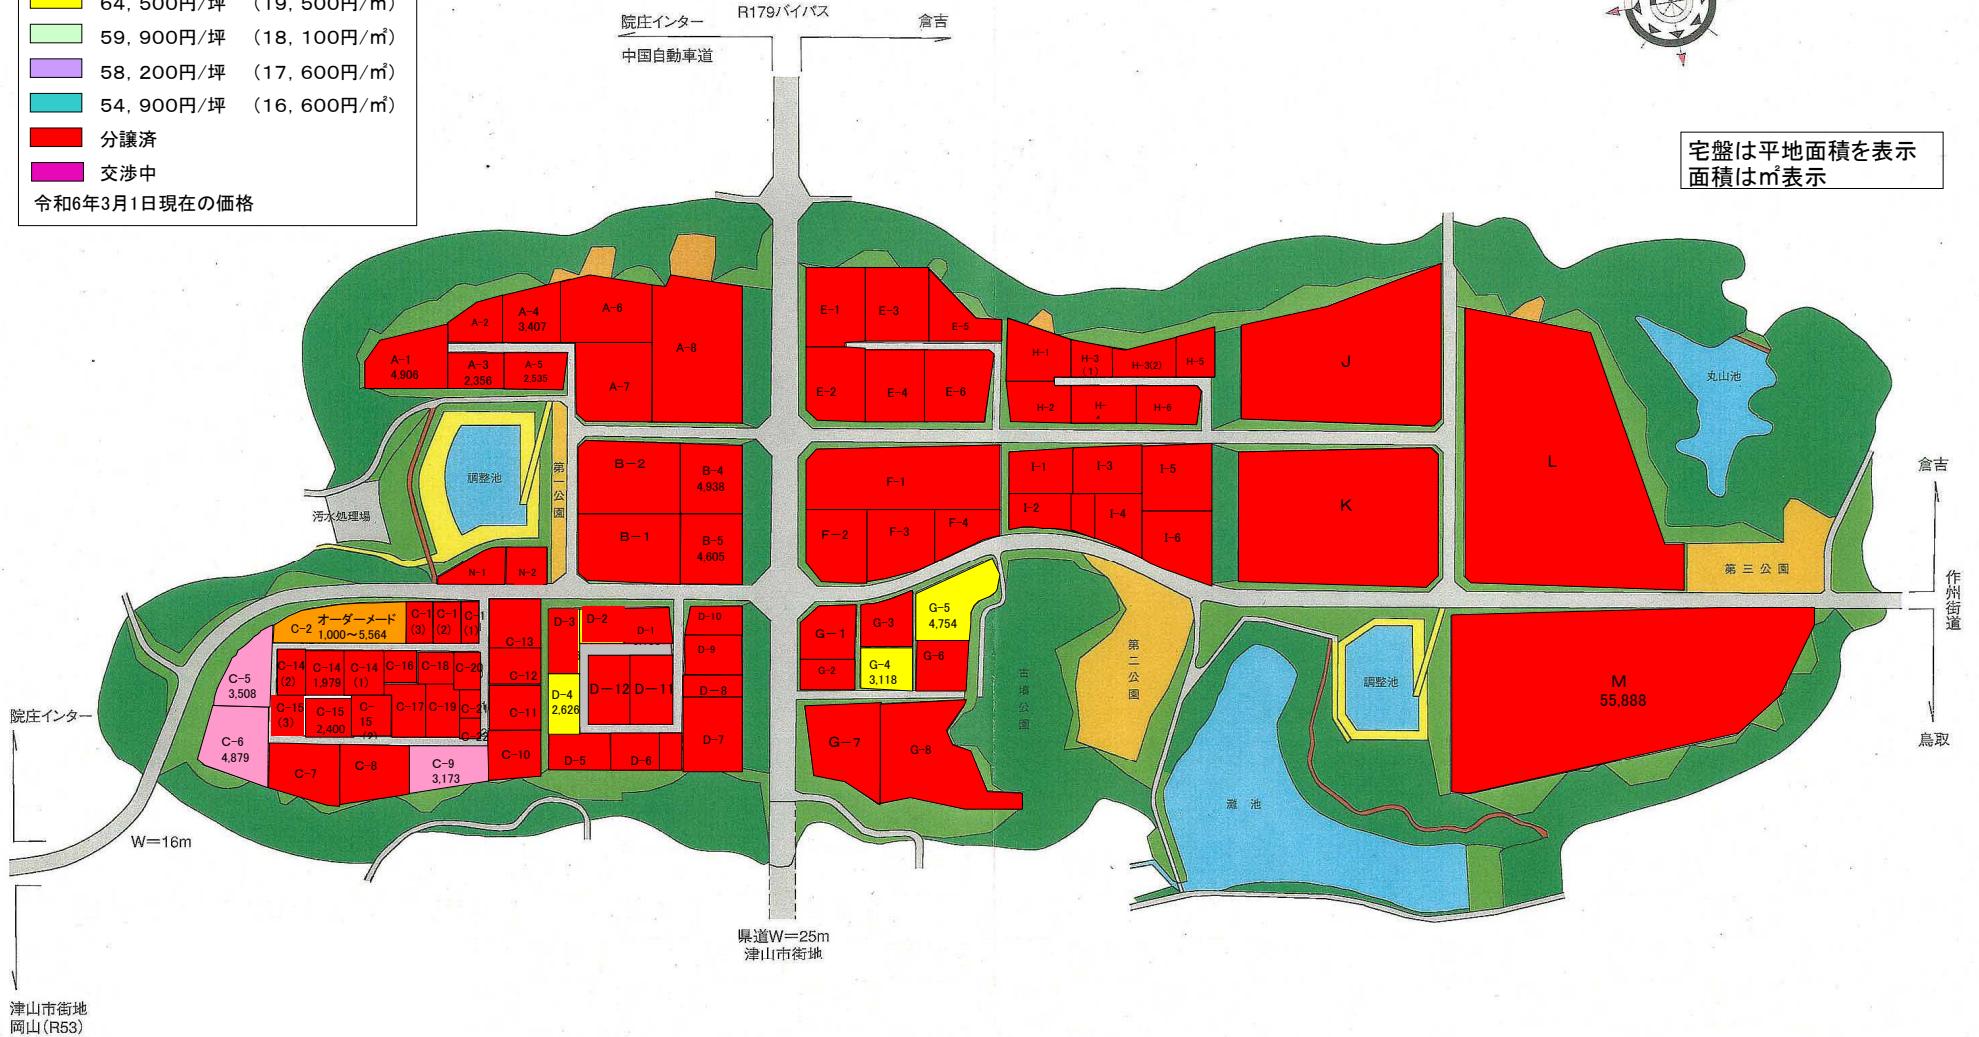 64,500円/坪 (19,500円/㎡)
59,900円/坪 (18,100円/㎡)
58,200円/坪 (17,600円/㎡)
54,900円/坪 (16,600円/㎡)
分譲済
交渉中
令和6年3月1日現在の価格
R179バイパス
院庄インター
倉吉
中国自動車道
宅盤は平地面積を表示
面積は㎡表示
A-1
4,906
A-2
A-4
3,407
A-6
A-8
A-3
2,356
A-5
2,535
A-7
E-1
E-3
E-5
E-2
E-4
E-6
H-1
H-3
(1)
H-3(2)
H-5
H-2
H-
H-6
J
L
丸山池
調整池
第一公園
汚水処理場
B-2
B-4
4,938
B-1
B-5
4,605
N-1
N-2
F-1
F-2
F-3
F-4
I-1
I-3
I-5
I-2
I-4
I-6
K
第三公園
倉吉
作州街道
鳥取
C-2
オーダーメード
1,000~5,564
C-1
(3)
C-1
(2)
C-1
(1)
C-13
C-12
C-11
C-10
C-5
3,508
C-14
(2)
C-14
1,979
C-14
(1)
C-16
C-18
C-20
C-15
(3)
C-15
2,400
C-
15
(2)
C-17
C-19
C-21
C-22
C-6
4,879
C-7
C-8
C-9
3,173
D-3
D-2
D-1
D-10
D-9
D-8
D-4
2,626
D-12
D-11
D-5
D-6
D-7
G-1
G-3
G-5
4,754
G-2
G-4
3,118
G-6
G-7
G-8
古墳公園
第二公園
調整池
灘池
M
55,888
院庄インター
W=16m
県道W=25m
津山市街地
津山市街地
岡山(R53)